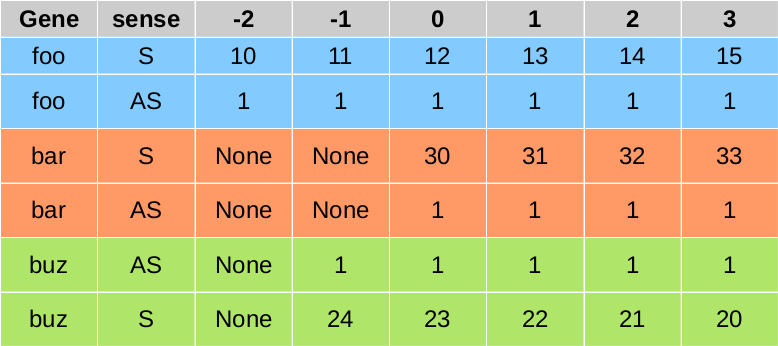 Gene sense -2 -1 0 1 2 3
foo S 10 11 12 13 14 15
foo AS 1 1 1 1 1 1
bar S None None 30 31 32 33
bar AS None None 1 1 1 1
buz AS None 1 1 1 1 1
buz S None 24 23 22 21 20